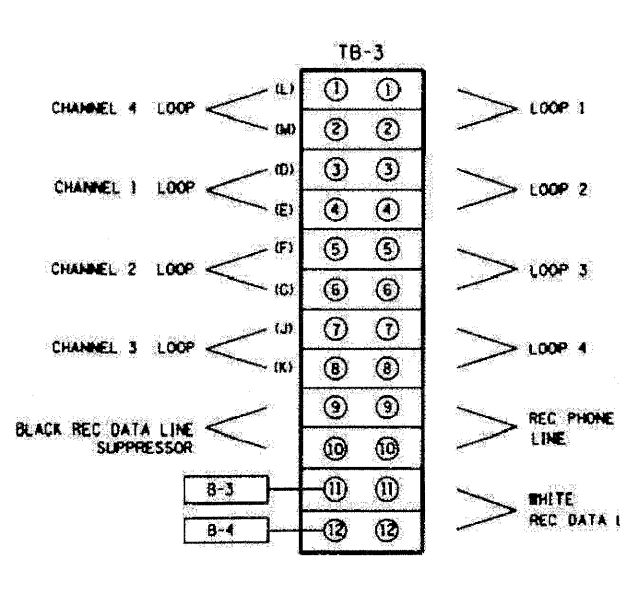 TB-3
(L) 1 1
CHANNEL 4 LOOP LOOP 1
(M) 2 2
(D) 3 3
CHANNEL 1 LOOP LOOP 2
(E) 4 4
(F) 5 5
CHANNEL 2 LOOP LOOP 3
(G) 6 6
(J) 7 7
CHANNEL 3 LOOP LOOP 4
(K) 8 8
9 9
BLACK REC DATA LINE
SUPPRESSOR
REC PHONE
LINE
10 10
B-3 11 11
WHITE
REC DATA L
B-4 12 12